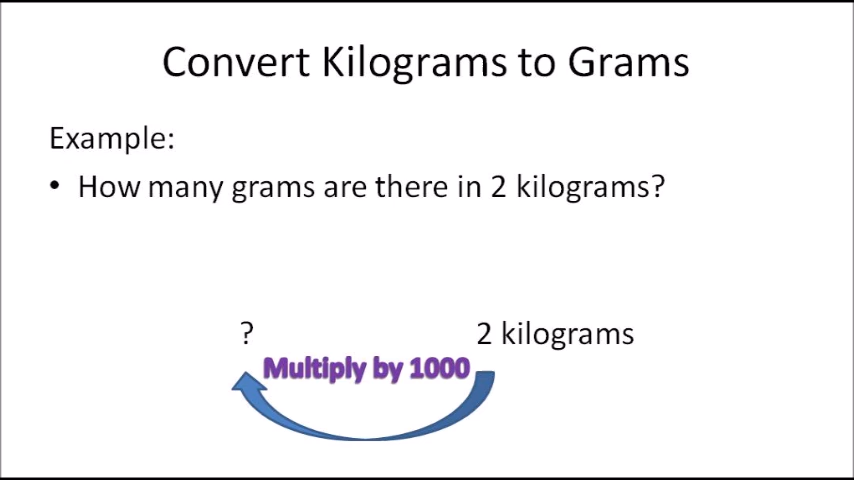 Convert Kilograms to Grams
Example:
• How many grams are there in 2 kilograms?
? 2 kilograms
Multiply by 1000